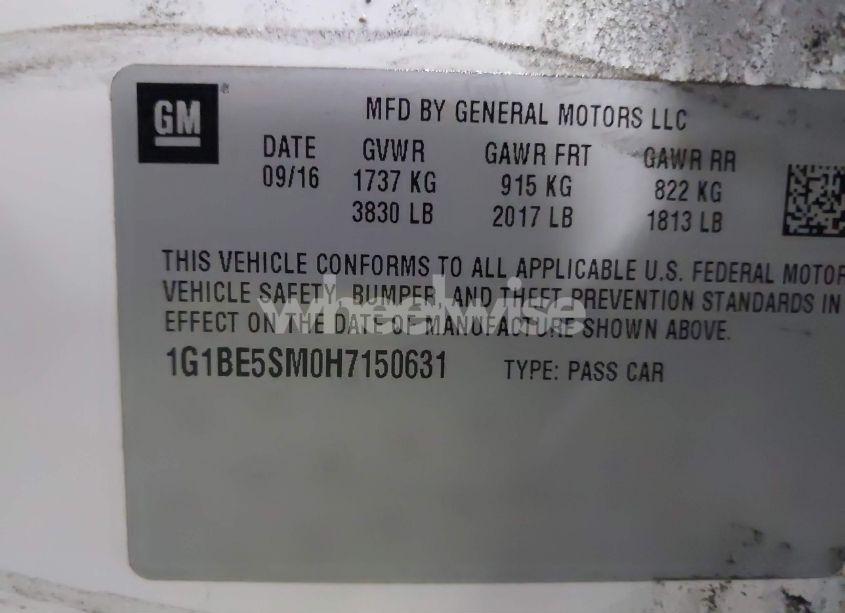 GM
MFD BY GENERAL MOTORS LLC
DATE GVWR GAWR FRT GAWR RR
09/16 1737 KG 915 KG 822 KG
3830 LB 2017 LB 1813 LB
THIS VEHICLE CONFORMS TO ALL APPLICABLE U.S. FEDERAL MOTOR
VEHICLE SAFETY, BUMPER, AND THEFT PREVENTION STANDARDS IN
EFFECT ON THE DATE OF MANUFACTURE SHOWN ABOVE.
wheelwise
1G1BE5SM0H7150631 TYPE: PASS CAR